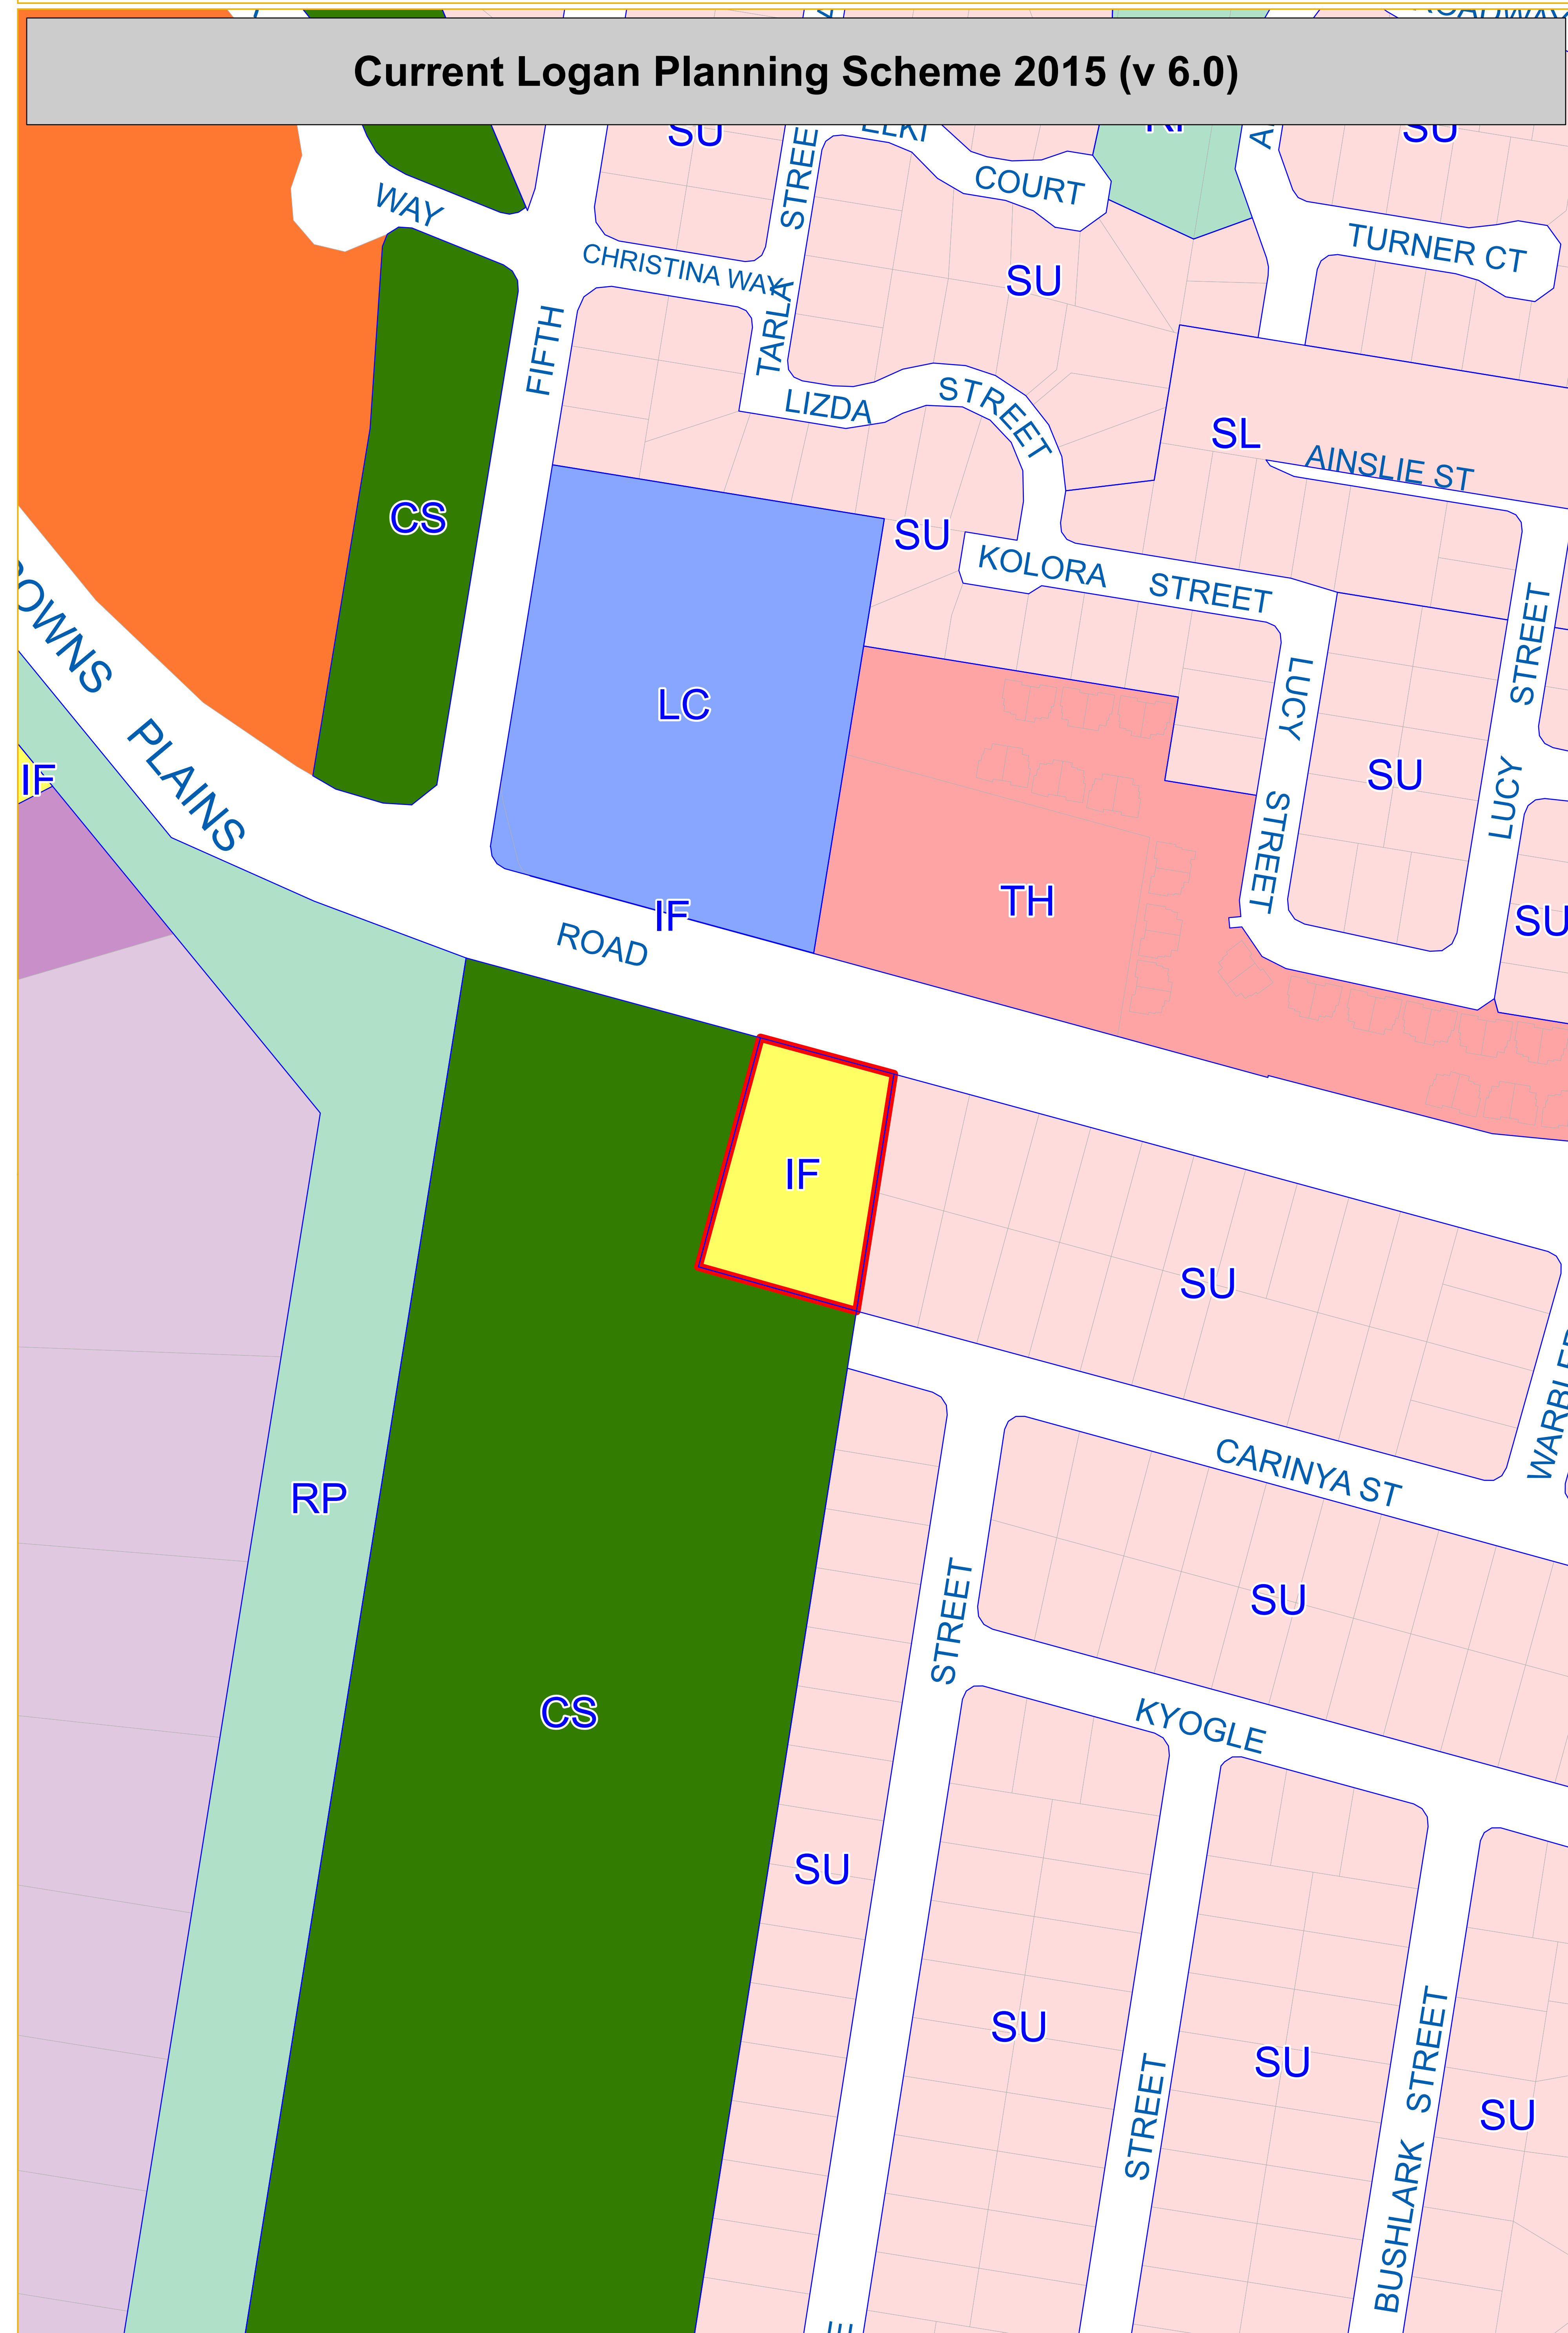 Current Logan Planning Scheme 2015 (v 6.0)
SU
SU
COURT
WAY
STREE
TURNER CT
CHRISTINA WAY
SU
TARLA
FIFTH
LIZDA STREET
SL
AINSLIE ST
CS
SU
KOLORA STREET
LC
LUCY STREET
SU
LUCY STREET
IF
PLAINS
TH
IF
SU
ROAD
IF
SU
CARINYA ST
RP
SU
STREET
KYOGLE
CS
SU
SU
SU
STREET
BUSHLARK STREET
SU